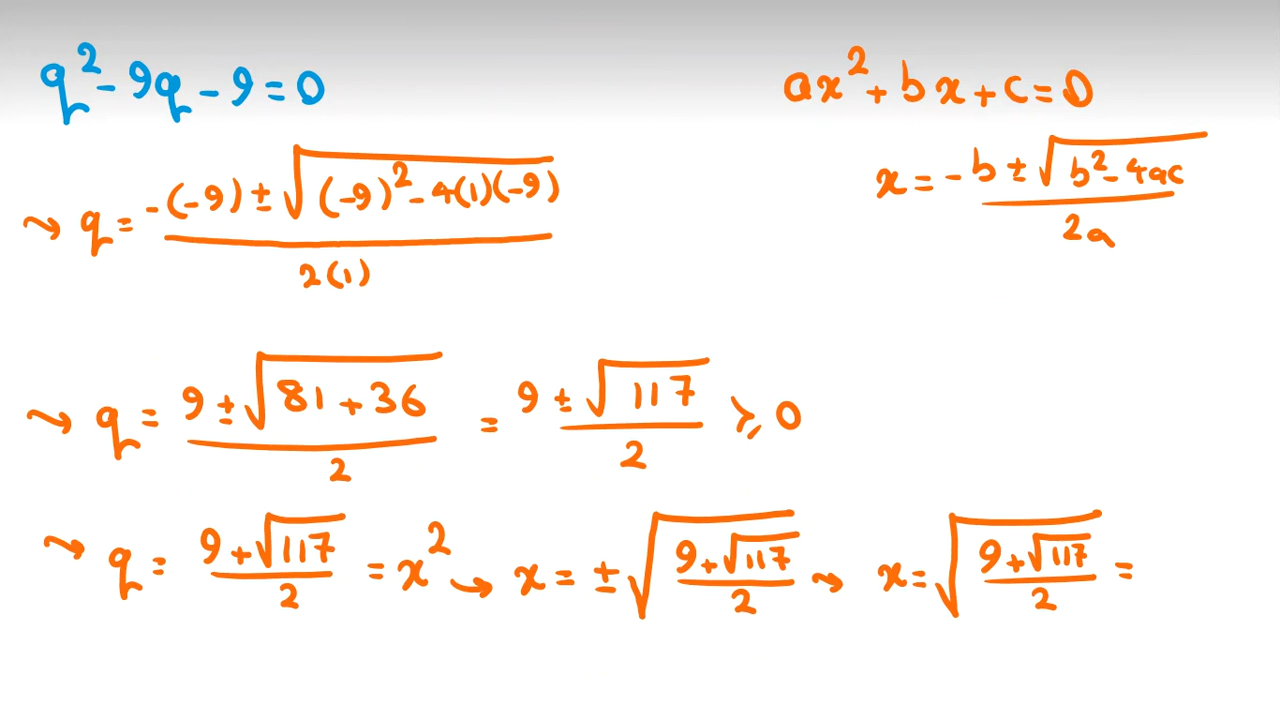 q² - 9q - 9 = 0
ax² + bx + c = 0
x = (-b ± √(b² - 4ac)) / 2a
↝ q = (-(-9) ± √((-9)² - 4(1)(-9))) / 2(1)
↝ q = (9 ± √(81 + 36)) / 2 = (9 ± √117) / 2 ⩾ 0
↝ q = (9 + √117) / 2 = x² ↝ x = ± √((9 + √117) / 2) ↝ x = √((9 + √117) / 2) =